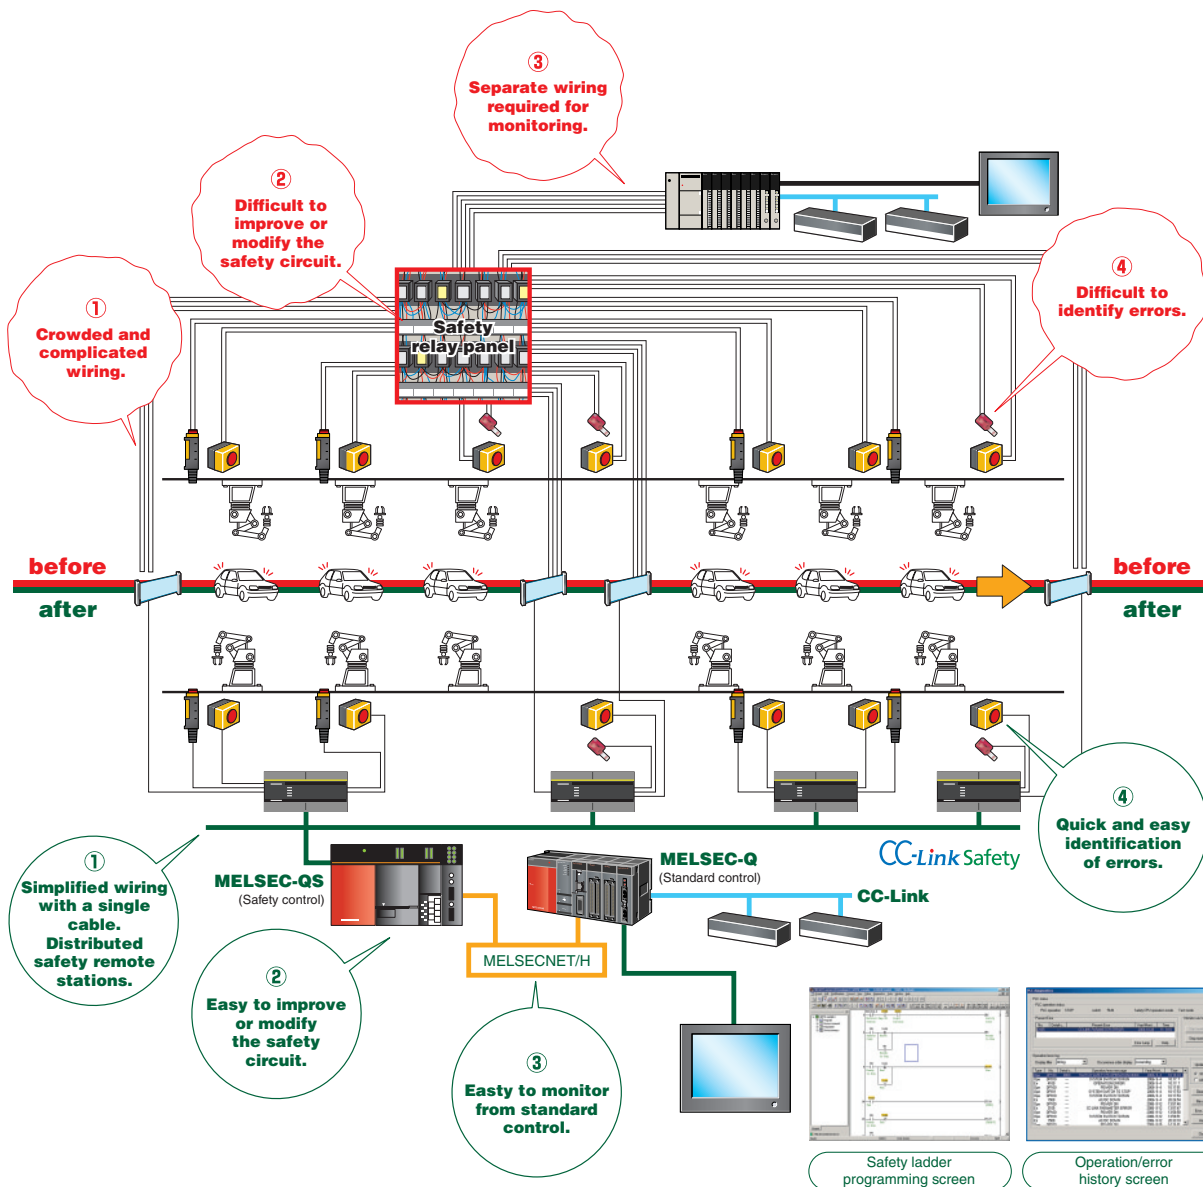 ③
Separate wiring
required for
monitoring.
②
Difficult to
improve or
modify the
safety circuit.
①
Crowded and
complicated
wiring.
④
Difficult to
identify errors.
Safety
relay panel
before
before
after
after
CC-Link Safety
④
Quick and easy
identification
of errors.
①
Simplified wiring
with a single
cable.
Distributed
safety remote
stations.
MELSEC-QS
(Safety control)
MELSEC-Q
(Standard control)
CC-Link
MELSECNET/H
②
Easy to improve
or modify
the safety
circuit.
③
Easty to monitor
from standard
control.
Safety ladder
programming screen
Operation/error
history screen